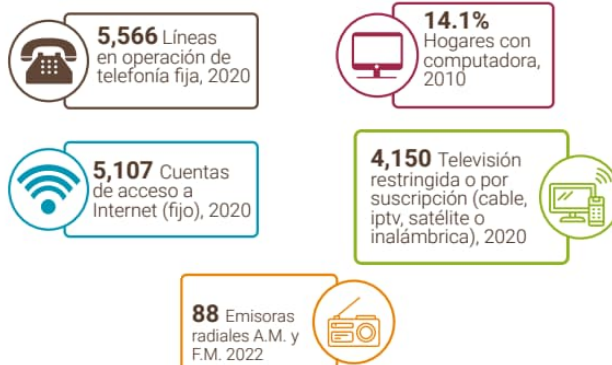 5,566 Líneas
en operación de
telefonía fija, 2020
14.1%
Hogares con
computadora,
2010
5,107 Cuentas
de acceso a
Internet (fijo), 2020
4,150 Televisión
restringida o por
suscripción (cable,
iptv, satélite o
inalámbrica), 2020
88 Emisoras
radiales A.M. y
F.M. 2022